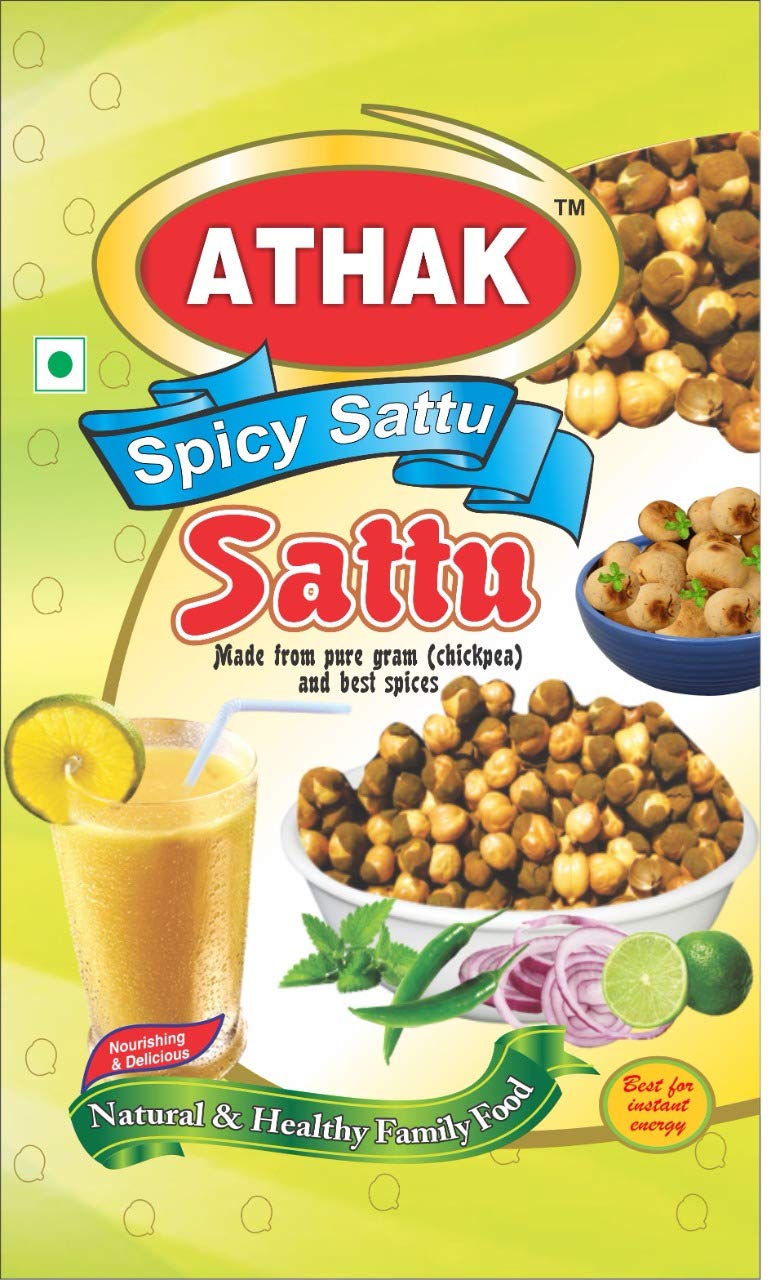 ATHAK
TM
Spicy Sattu
Sattu
Made from pure gram (chickpea)
and best spices
Nourishing
& Delicious
Natural & Healthy Family Food
Best for
instant
energy